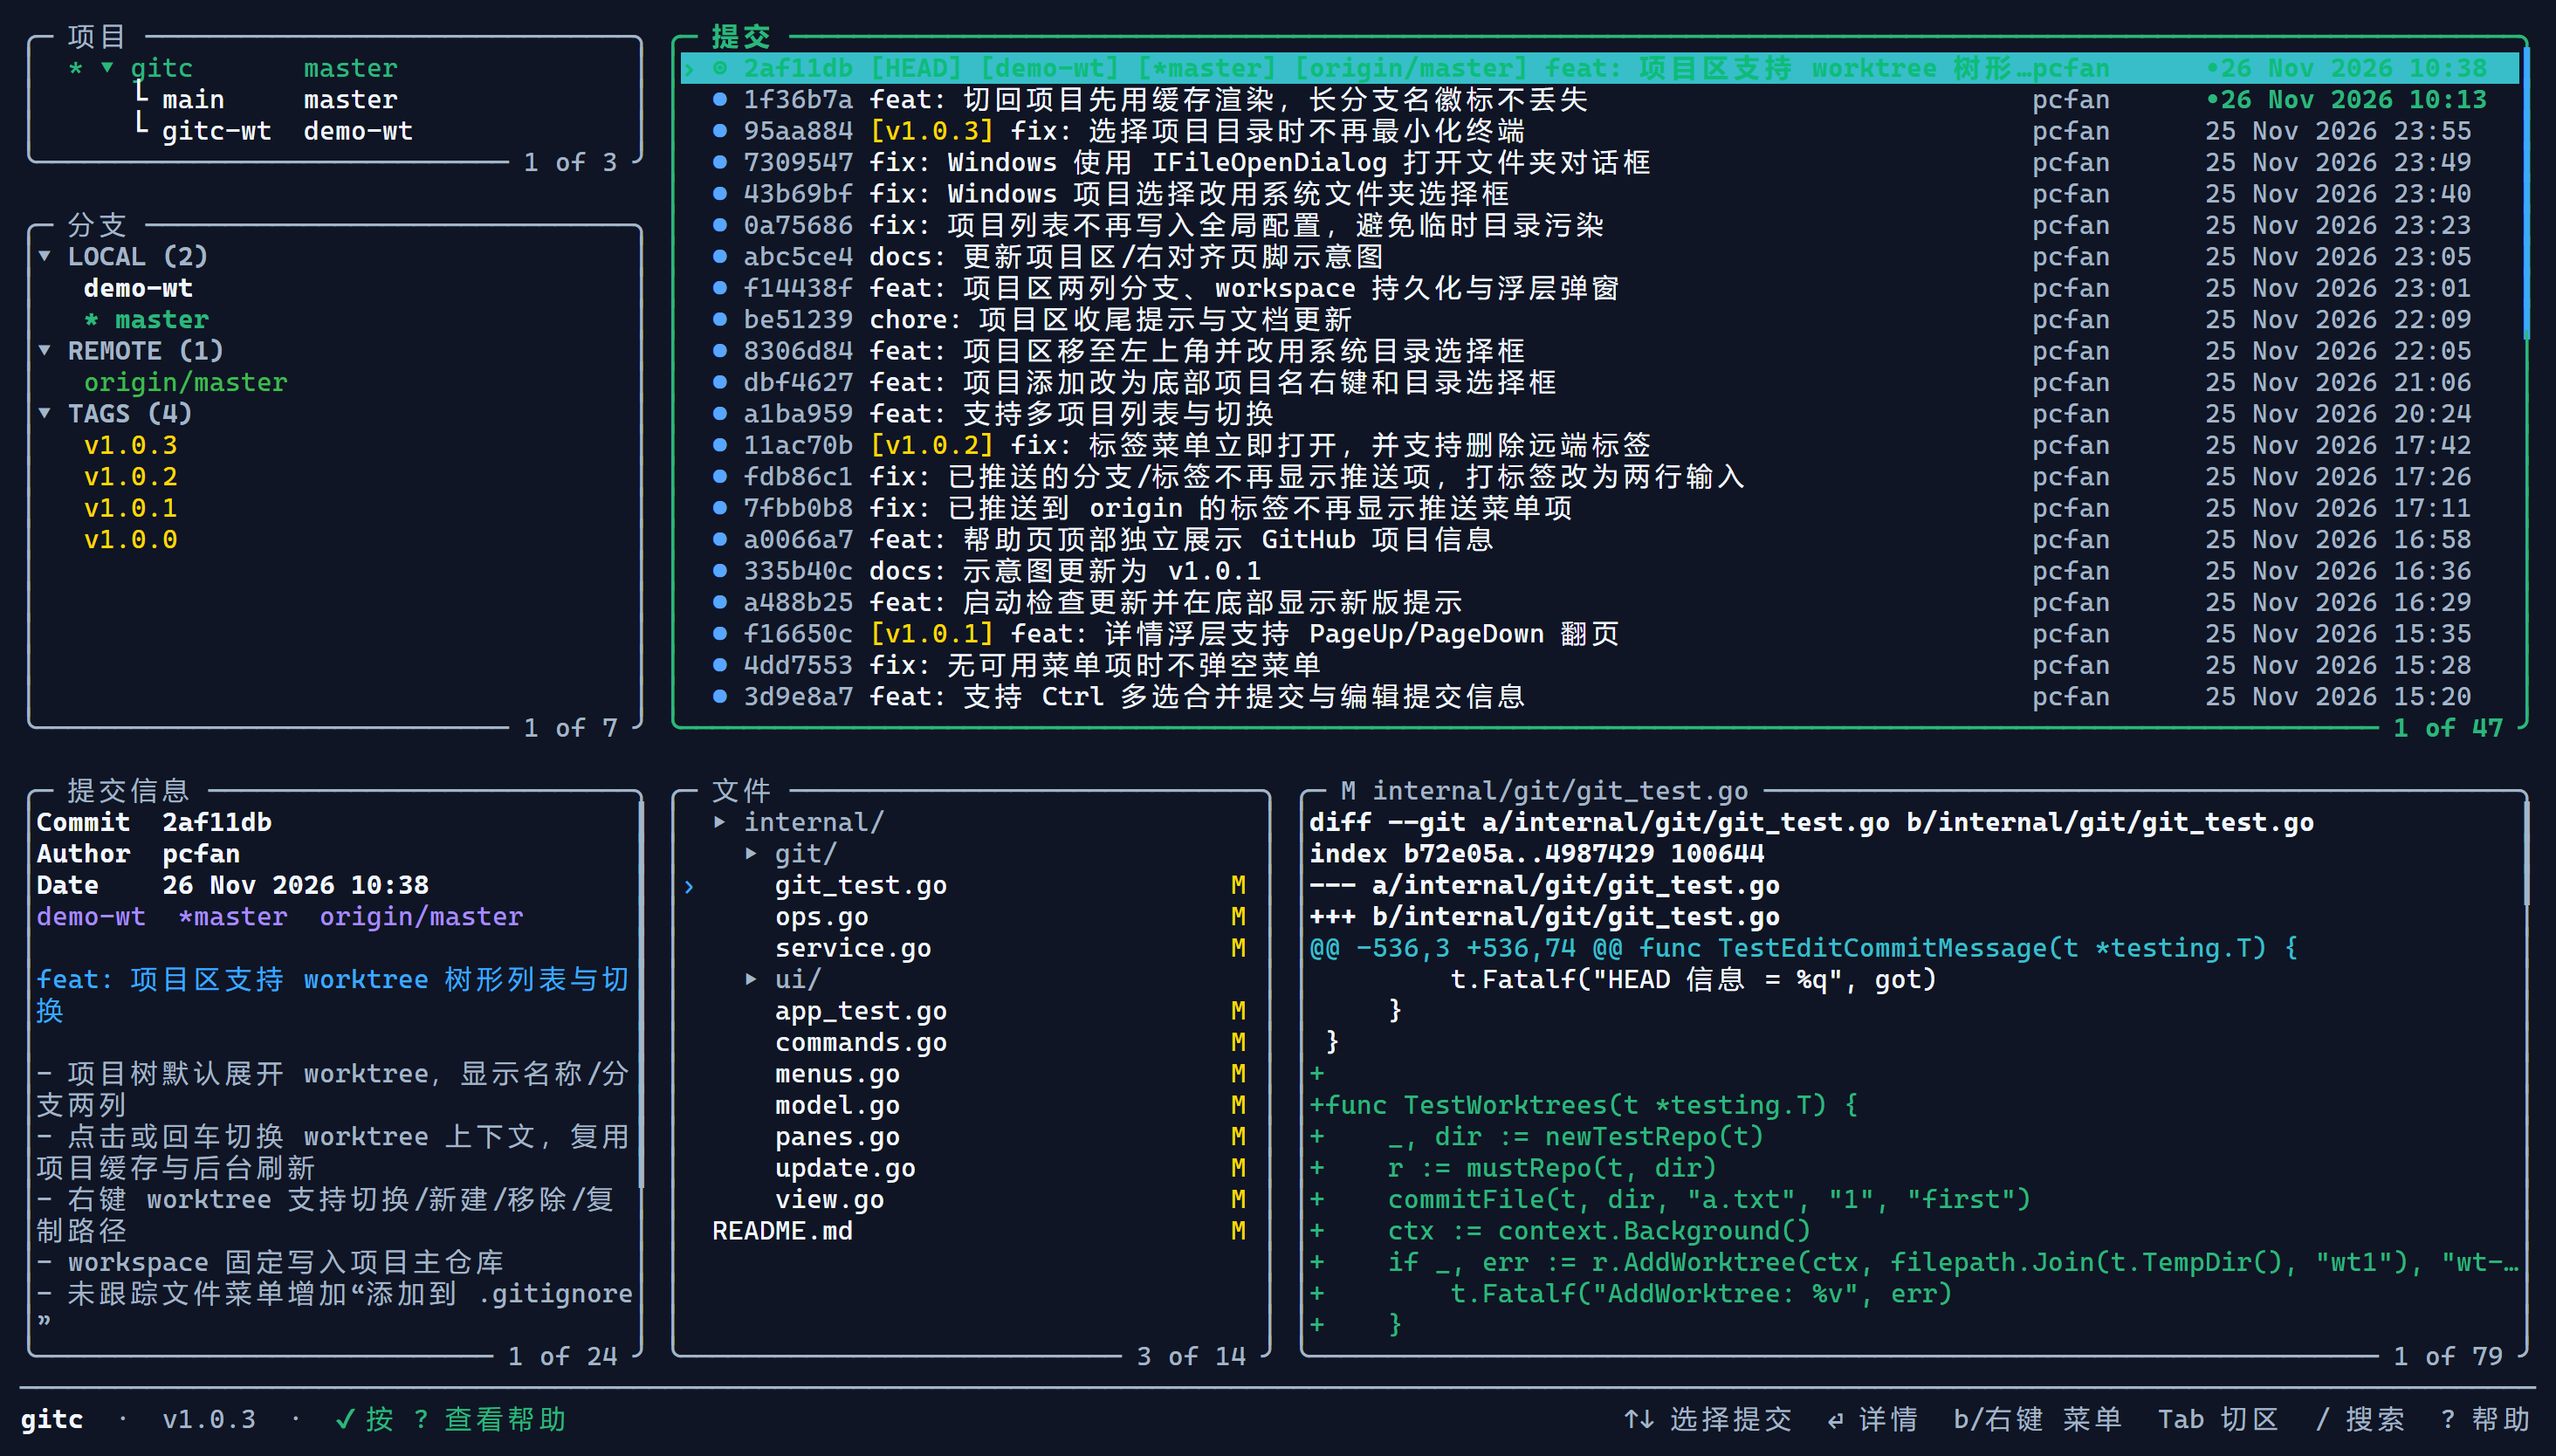 项目
* ▼ gitc master
└ main master
└ gitc-wt demo-wt
1 of 3
分支
▼ LOCAL (2)
demo-wt
* master
▼ REMOTE (1)
origin/master
▼ TAGS (4)
v1.0.3
v1.0.2
v1.0.1
v1.0.0
1 of 7
提交
› ⊙ 2af11db [HEAD] [demo-wt] [*master] [origin/master] feat: 项目区支持 worktree 树形…pcfan •26 Nov 2026 10:38
● 1f36b7a feat: 切回项目先用缓存渲染，长分支名徽标不丢失 pcfan •26 Nov 2026 10:13
● 95aa884 [v1.0.3] fix: 选择项目目录时不再最小化终端 pcfan 25 Nov 2026 23:55
● 7309547 fix: Windows 使用 IFileOpenDialog 打开文件夹对话框 pcfan 25 Nov 2026 23:49
● 43b69bf fix: Windows 项目选择改用系统文件夹选择框 pcfan 25 Nov 2026 23:40
● 0a75686 fix: 项目列表不再写入全局配置，避免临时目录污染 pcfan 25 Nov 2026 23:23
● abc5ce4 docs: 更新项目区/右对齐页脚示意图 pcfan 25 Nov 2026 23:05
● f14438f feat: 项目区两列分支、workspace 持久化与浮层弹窗 pcfan 25 Nov 2026 23:01
● be51239 chore: 项目区收尾提示与文档更新 pcfan 25 Nov 2026 22:09
● 8306d84 feat: 项目区移至左上角并改用系统目录选择框 pcfan 25 Nov 2026 22:05
● dbf4627 feat: 项目添加改为底部项目名右键和目录选择框 pcfan 25 Nov 2026 21:06
● a1ba959 feat: 支持多项目列表与切换 pcfan 25 Nov 2026 20:24
● 11ac70b [v1.0.2] fix: 标签菜单立即打开，并支持删除远端标签 pcfan 25 Nov 2026 17:42
● fdb86c1 fix: 已推送的分支/标签不再显示推送项，打标签改为两行输入 pcfan 25 Nov 2026 17:26
● 7fbb0b8 fix: 已推送到 origin 的标签不再显示推送菜单项 pcfan 25 Nov 2026 17:11
● a0066a7 feat: 帮助页顶部独立展示 GitHub 项目信息 pcfan 25 Nov 2026 16:58
● 335b40c docs: 示意图更新为 v1.0.1 pcfan 25 Nov 2026 16:36
● a488b25 feat: 启动检查更新并在底部显示新版提示 pcfan 25 Nov 2026 16:29
● f16650c [v1.0.1] feat: 详情浮层支持 PageUp/PageDown 翻页 pcfan 25 Nov 2026 15:35
● 4dd7553 fix: 无可用菜单项时不弹空菜单 pcfan 25 Nov 2026 15:28
● 3d9e8a7 feat: 支持 Ctrl 多选合并提交与编辑提交信息 pcfan 25 Nov 2026 15:20
1 of 47
提交信息
Commit 2af11db
Author pcfan
Date 26 Nov 2026 10:38
demo-wt *master origin/master
feat: 项目区支持 worktree 树形列表与切
换
- 项目树默认展开 worktree，显示名称/分
支两列
- 点击或回车切换 worktree 上下文，复用
项目缓存与后台刷新
- 右键 worktree 支持切换/新建/移除/复
制路径
- workspace 固定写入项目主仓库
- 未跟踪文件菜单增加“添加到 .gitignore
”
1 of 24
文件
▶ internal/
▶ git/
› git_test.go M
ops.go M
service.go M
▶ ui/
app_test.go M
commands.go M
menus.go M
model.go M
panes.go M
update.go M
view.go M
README.md M
3 of 14
M internal/git/git_test.go
diff --git a/internal/git/git_test.go b/internal/git/git_test.go
index b72e05a..4987429 100644
--- a/internal/git/git_test.go
+++ b/internal/git/git_test.go
@@ -536,3 +536,74 @@ func TestEditCommitMessage(t *testing.T) {
t.Fatalf("HEAD 信息 = %q", got)
}
}
+
+func TestWorktrees(t *testing.T) {
+ _, dir := newTestRepo(t)
+ r := mustRepo(t, dir)
+ commitFile(t, dir, "a.txt", "1", "first")
+ ctx := context.Background()
+ if _, err := r.AddWorktree(ctx, filepath.Join(t.TempDir(), "wt1"), "wt-…
+ t.Fatalf("AddWorktree: %v", err)
+ }
1 of 79
gitc · v1.0.3 · ✓ 按 ? 查看帮助 ↑↓ 选择提交 ⏎ 详情 b/右键 菜单 Tab 切区 / 搜索 ? 帮助